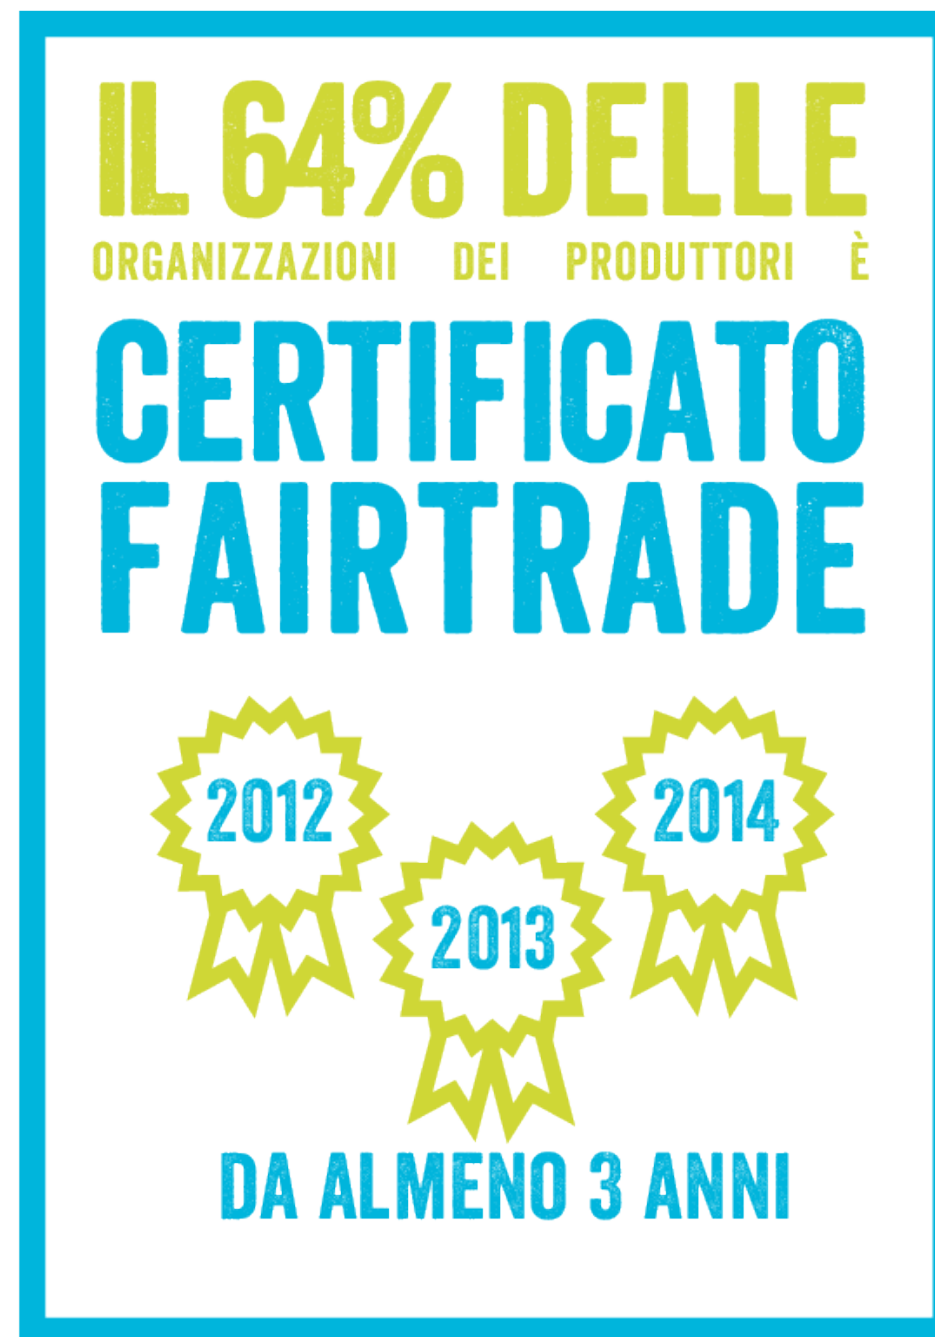 IL 64% DELLE
ORGANIZZAZIONI DEI PRODUTTORI È
CERTIFICATO
FAIRTRADE
2012
2014
2013
DA ALMENO 3 ANNI